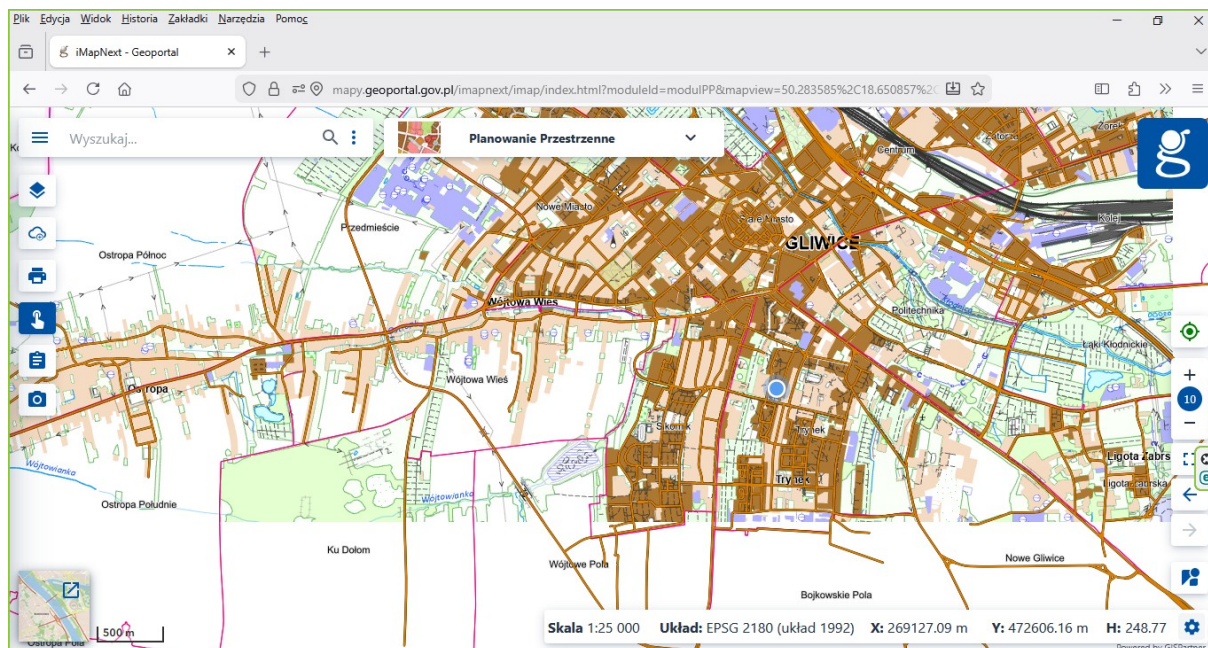 Plik Edycja Widok Historia Zakładki Narzędzia Pomoc
iMapNext - Geoportal
mapy.geoportal.gov.pl/imapnext/imap/index.html?moduleId=modulPP&mapview=50.283585%2C18.650857%2C
Wyszukaj...
Planowanie Przestrzenne
Zatorze
Żorek
Centrum
Nowe Miasto
Stare Miasto
Kolej
Przedmieście
GLIWICE
Ostropa Północ
Wójtowa Wieś
Politechnika
Kłodnica
Łąki Kłodnickie
Wójtowa Wieś
10
Ostropa
Sikornik
Trynek
Ligota Zabrs
Wójtowianka
Trynek
Ligota Zabrska
Wójtowianka
Ostropa Południe
Ku Dołom
Wójtowe Pola
Nowe Gliwice
Bojkowskie Pola
500 m
Skala 1:25 000 Układ: EPSG 2180 (układ 1992) X: 269127.09 m Y: 472606.16 m H: 248.77
Ostropa Pola
Powered by GISPartner